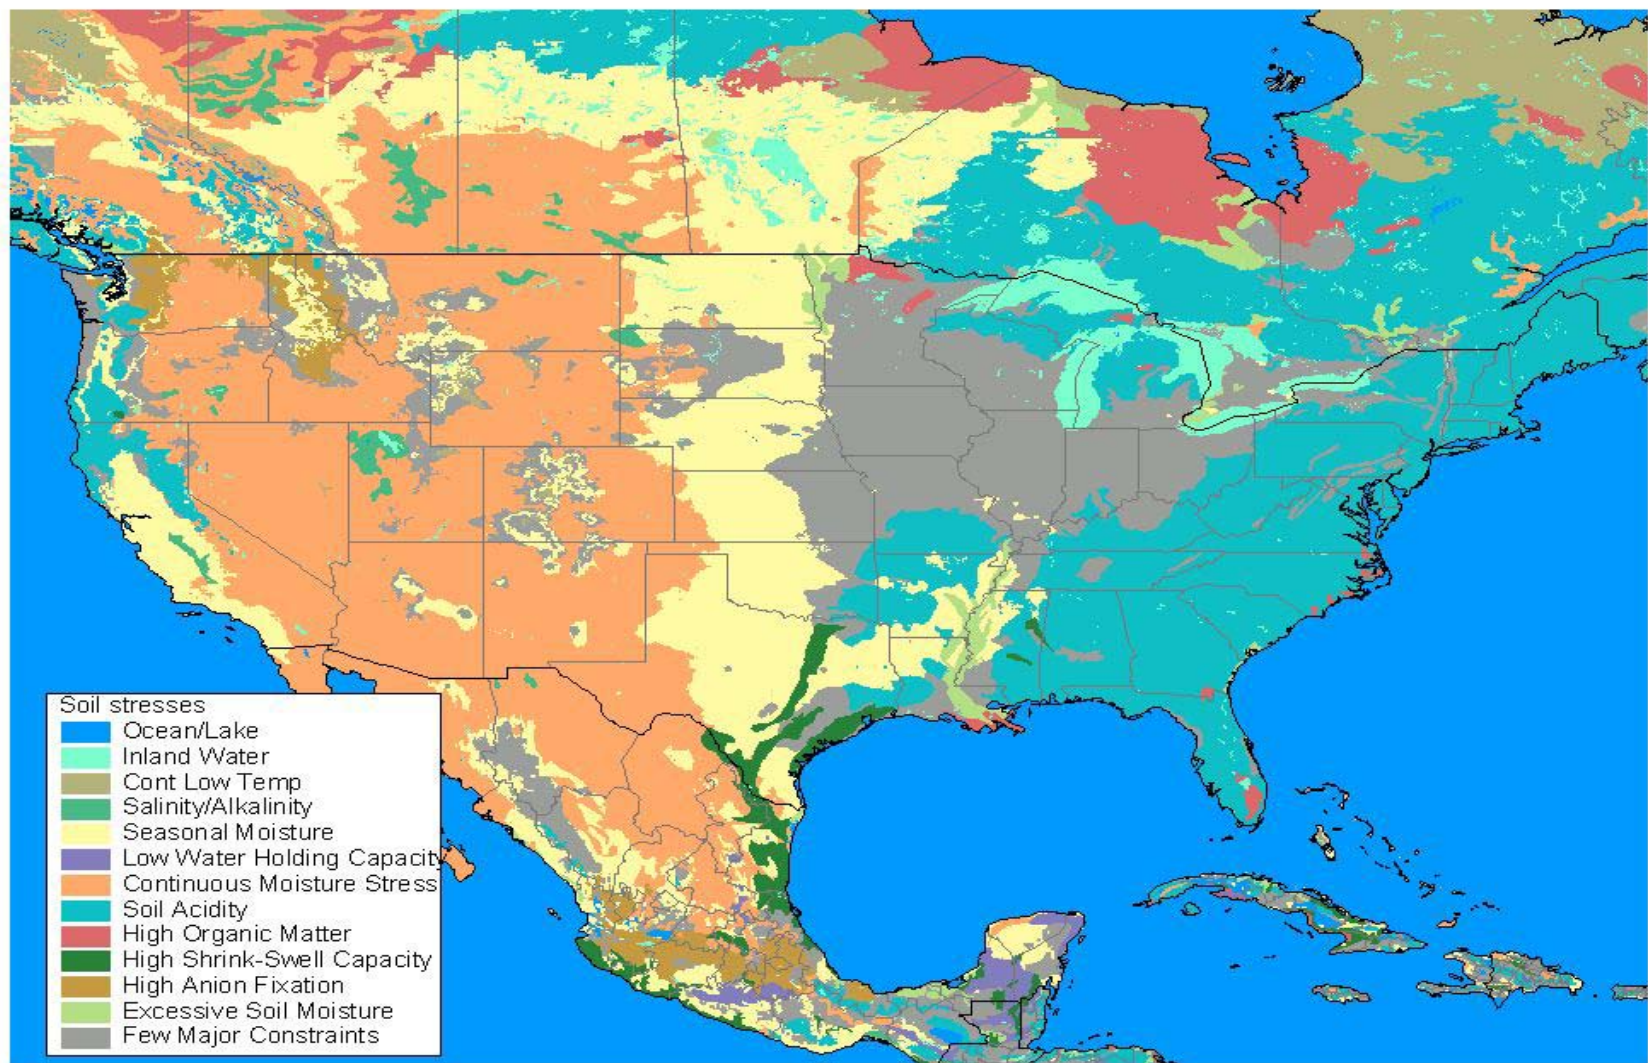 Soil stresses
Ocean/Lake
Inland Water
Cont Low Temp
Salinity/Alkalinity
Seasonal Moisture
Low Water Holding Capacity
Continuous Moisture Stress
Soil Acidity
High Organic Matter
High Shrink-Swell Capacity
High Anion Fixation
Excessive Soil Moisture
Few Major Constraints